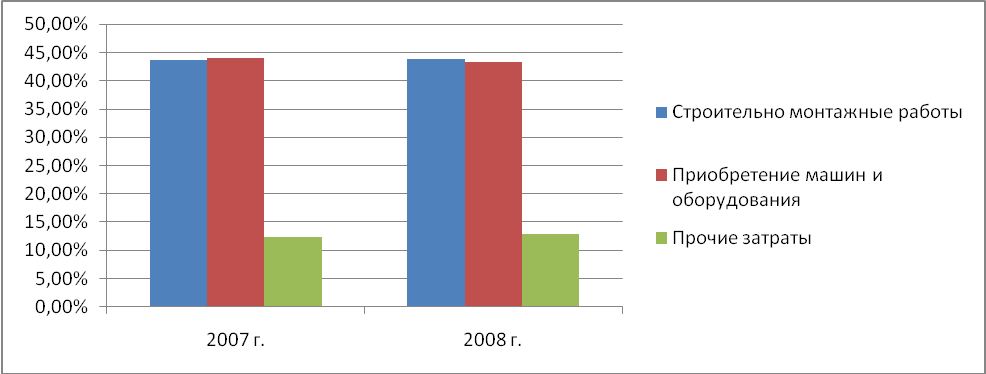 50,00%
45,00%
40,00%
35,00%
30,00%
25,00%
20,00%
15,00%
10,00%
5,00%
0,00%
2007 г.
2008 г.
Строительно монтажные работы
Приобретение машин и
оборудования
Прочие затраты